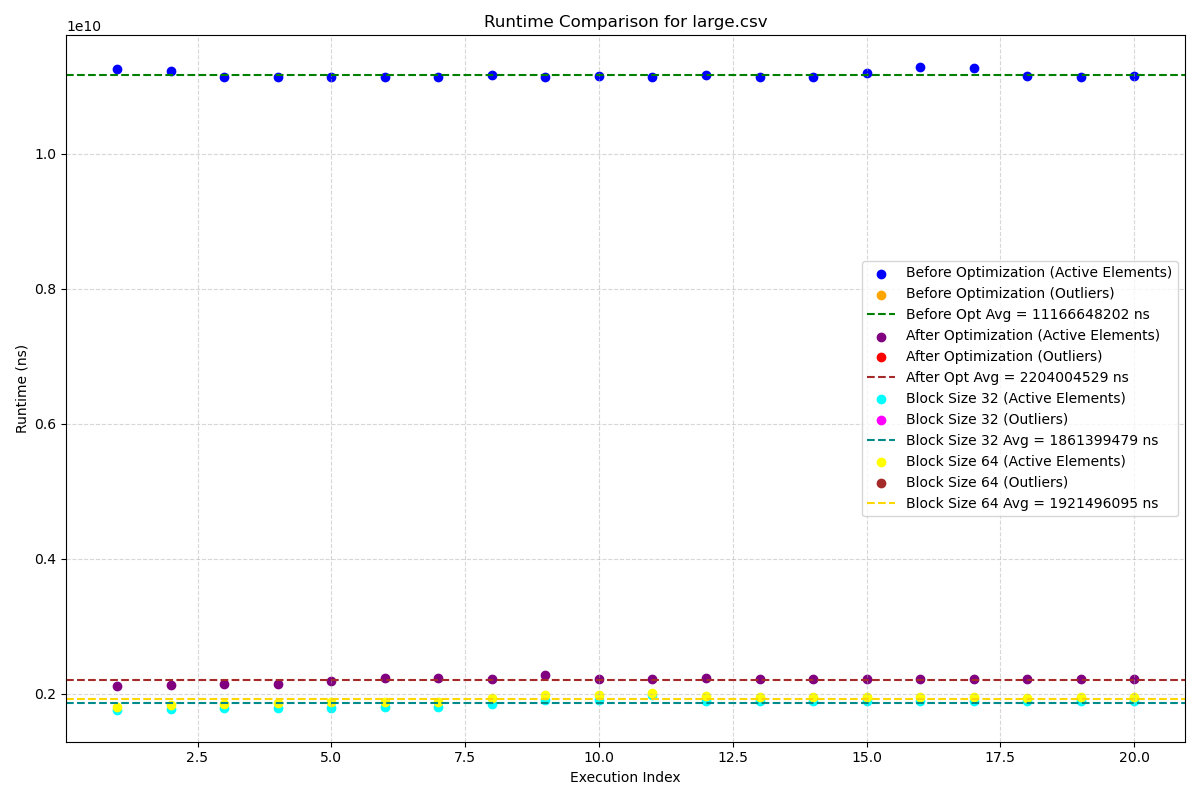 Runtime Comparison for large.csv
1e10
1.0
0.8
0.6
0.4
0.2
Runtime (ns)
Before Optimization (Active Elements)
Before Optimization (Outliers)
Before Opt Avg = 11166648202 ns
After Optimization (Active Elements)
After Optimization (Outliers)
After Opt Avg = 2204004529 ns
Block Size 32 (Active Elements)
Block Size 32 (Outliers)
Block Size 32 Avg = 1861399479 ns
Block Size 64 (Active Elements)
Block Size 64 (Outliers)
Block Size 64 Avg = 1921496095 ns
2.5 5.0 7.5 10.0 12.5 15.0 17.5 20.0
Execution Index